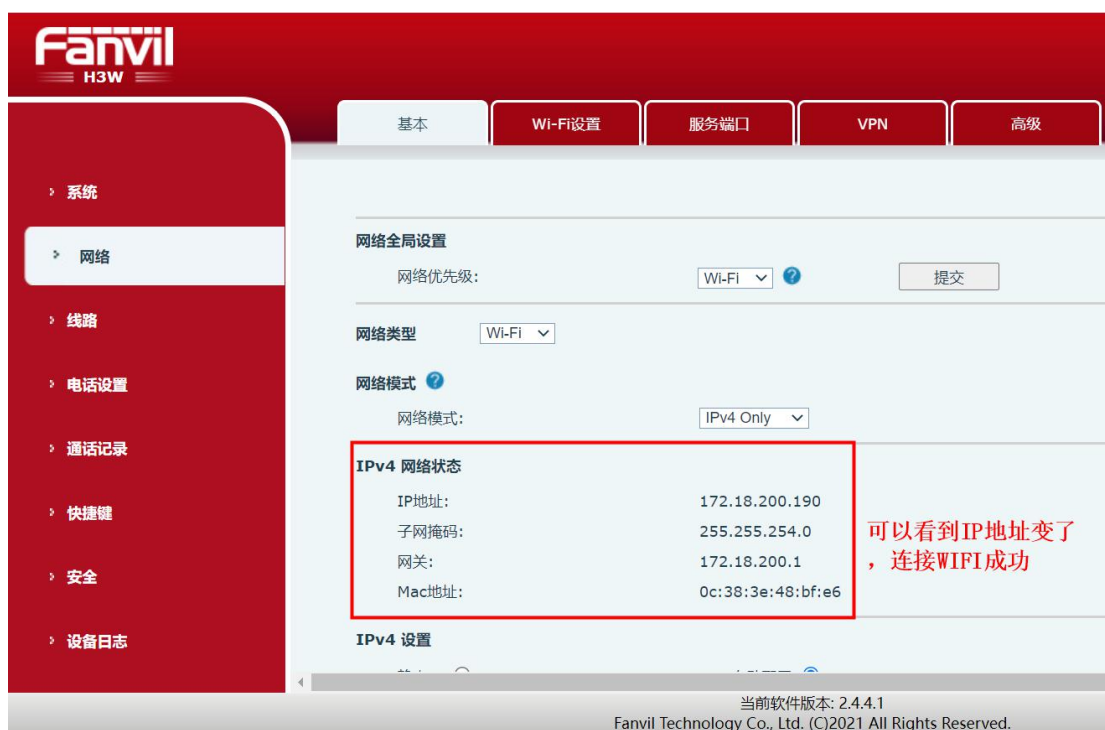 Fanvil
H3W
基本 Wi-Fi设置 服务端口 VPN 高级
系统
网络
线路
电话设置
通话记录
快捷键
安全
设备日志
网络全局设置
网络优先级: Wi-Fi 提交
网络类型 Wi-Fi
网络模式
网络模式: IPv4 Only
IPv4 网络状态
IP地址: 172.18.200.190
子网掩码: 255.255.254.0
网关: 172.18.200.1
Mac地址: 0c:38:3e:48:bf:e6
可以看到IP地址变了
，连接WIFI成功
IPv4 设置
当前软件版本: 2.4.4.1
Fanvil Technology Co., Ltd. (C)2021 All Rights Reserved.